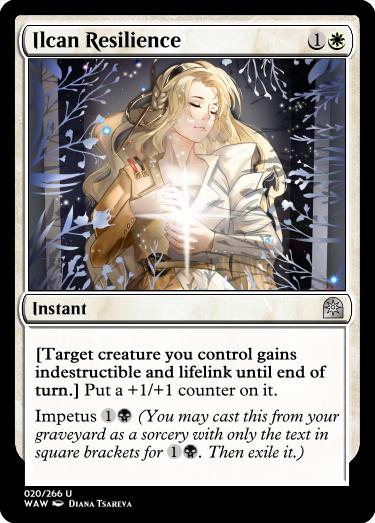 Ilcan Resilience 1
Instant
[Target creature you control gains
indestructible and lifelink until end of
turn.] Put a +1/+1 counter on it.
Impetus 1 (You may cast this from your
graveyard as a sorcery with only the text in
square brackets for 1. Then exile it.)
020/266 U
WAW Diana Tsareva